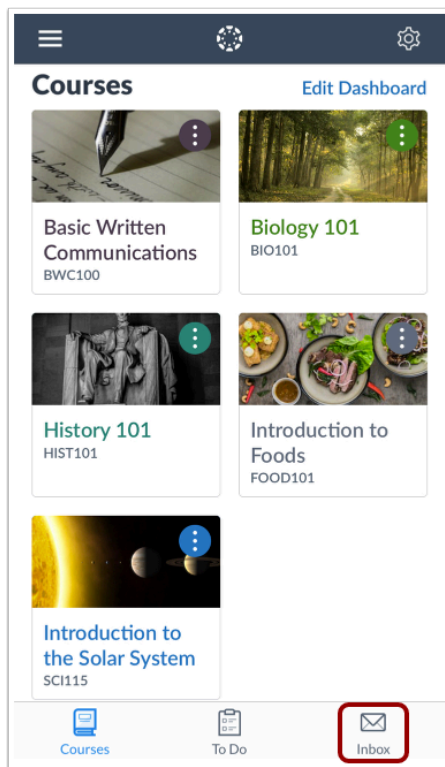 Courses
Edit Dashboard
Basic Written
Communications
BWC100
Biology 101
BIO101
History 101
HIST101
Introduction to
Foods
FOOD101
Introduction to
the Solar System
SCI115
Courses
To Do
Inbox